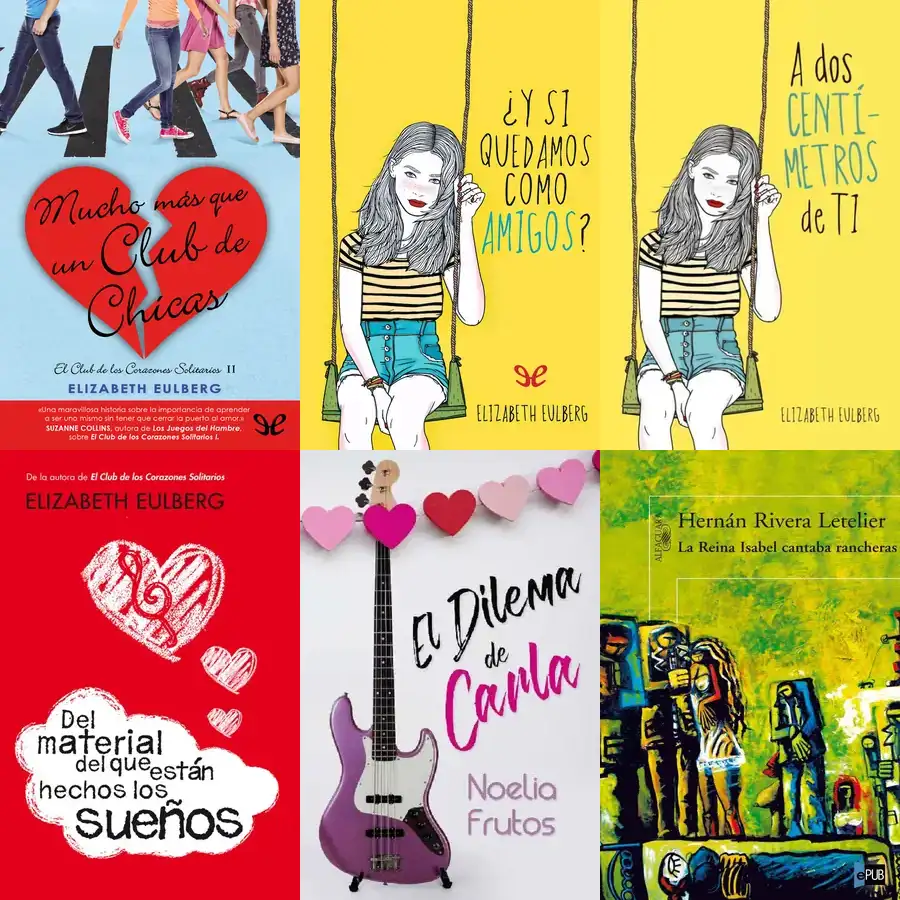 Mucho más que
un Club de
Chicas
El Club de los Corazones Solitarios II
ELIZABETH EULBERG
«Una maravillosa historia sobre la importancia de aprender
a ser uno mismo sin tener que cerrar la puerta al amor.»
SUZANNE COLLINS, autora de Los Juegos del Hambre,
sobre El Club de los Corazones Solitarios I.
¿Y SI
QUEDAMOS
COMO
AMIGOS?
ELIZABETH EULBERG
A dos
CENTÍ-
METROS
de TI
ELIZABETH EULBERG
De la autora de El Club de los Corazones Solitarios
ELIZABETH EULBERG
Del
material
del que están
hechos los
sueños
El Dilema
de
Carla
Noelia
Frutos
ALFAGUARA
Hernán Rivera Letelier
La Reina Isabel cantaba rancheras
ePUB